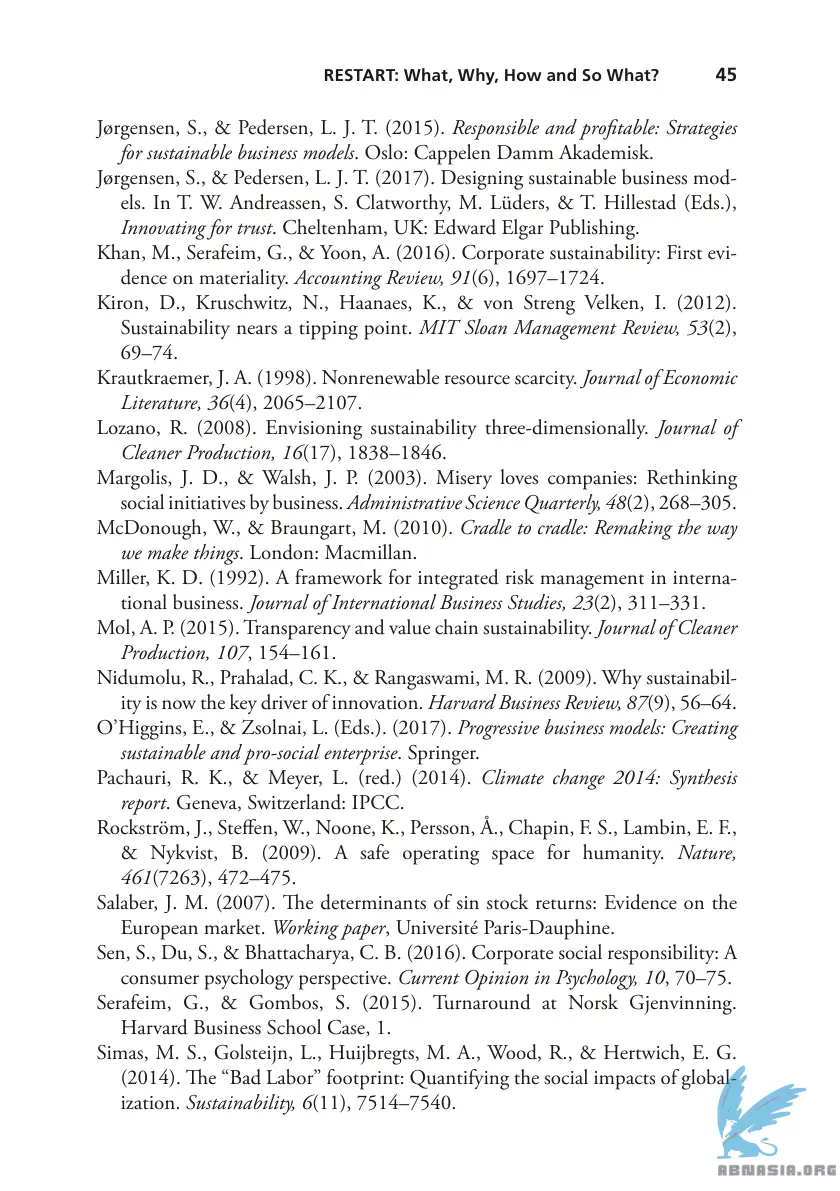 RESTART: What, Why, How and So What? 45
Jørgensen, S., & Pedersen, L. J. T. (2015). Responsible and profitable: Strategies
for sustainable business models. Oslo: Cappelen Damm Akademisk.
Jørgensen, S., & Pedersen, L. J. T. (2017). Designing sustainable business mod-
els. In T. W. Andreassen, S. Clatworthy, M. Lüders, & T. Hillestad (Eds.),
Innovating for trust. Cheltenham, UK: Edward Elgar Publishing.
Khan, M., Serafeim, G., & Yoon, A. (2016). Corporate sustainability: First evi-
dence on materiality. Accounting Review, 91(6), 1697–1724.
Kiron, D., Kruschwitz, N., Haanaes, K., & von Streng Velken, I. (2012).
Sustainability nears a tipping point. MIT Sloan Management Review, 53(2),
69–74.
Krautkraemer, J. A. (1998). Nonrenewable resource scarcity. Journal of Economic
Literature, 36(4), 2065–2107.
Lozano, R. (2008). Envisioning sustainability three-dimensionally. Journal of
Cleaner Production, 16(17), 1838–1846.
Margolis, J. D., & Walsh, J. P. (2003). Misery loves companies: Rethinking
social initiatives by business. Administrative Science Quarterly, 48(2), 268–305.
McDonough, W., & Braungart, M. (2010). Cradle to cradle: Remaking the way
we make things. London: Macmillan.
Miller, K. D. (1992). A framework for integrated risk management in interna-
tional business. Journal of International Business Studies, 23(2), 311–331.
Mol, A. P. (2015). Transparency and value chain sustainability. Journal of Cleaner
Production, 107, 154–161.
Nidumolu, R., Prahalad, C. K., & Rangaswami, M. R. (2009). Why sustainabil-
ity is now the key driver of innovation. Harvard Business Review, 87(9), 56–64.
O’Higgins, E., & Zsolnai, L. (Eds.). (2017). Progressive business models: Creating
sustainable and pro-social enterprise. Springer.
Pachauri, R. K., & Meyer, L. (red.) (2014). Climate change 2014: Synthesis
report. Geneva, Switzerland: IPCC.
Rockström, J., Steffen, W., Noone, K., Persson, Å., Chapin, F. S., Lambin, E. F.,
& Nykvist, B. (2009). A safe operating space for humanity. Nature,
461(7263), 472–475.
Salaber, J. M. (2007). The determinants of sin stock returns: Evidence on the
European market. Working paper, Université Paris-Dauphine.
Sen, S., Du, S., & Bhattacharya, C. B. (2016). Corporate social responsibility: A
consumer psychology perspective. Current Opinion in Psychology, 10, 70–75.
Serafeim, G., & Gombos, S. (2015). Turnaround at Norsk Gjenvinning.
Harvard Business School Case, 1.
Simas, M. S., Golsteijn, L., Huijbregts, M. A., Wood, R., & Hertwich, E. G.
(2014). The “Bad Labor” footprint: Quantifying the social impacts of global-
ization. Sustainability, 6(11), 7514–7540.
ABNASIA.ORG